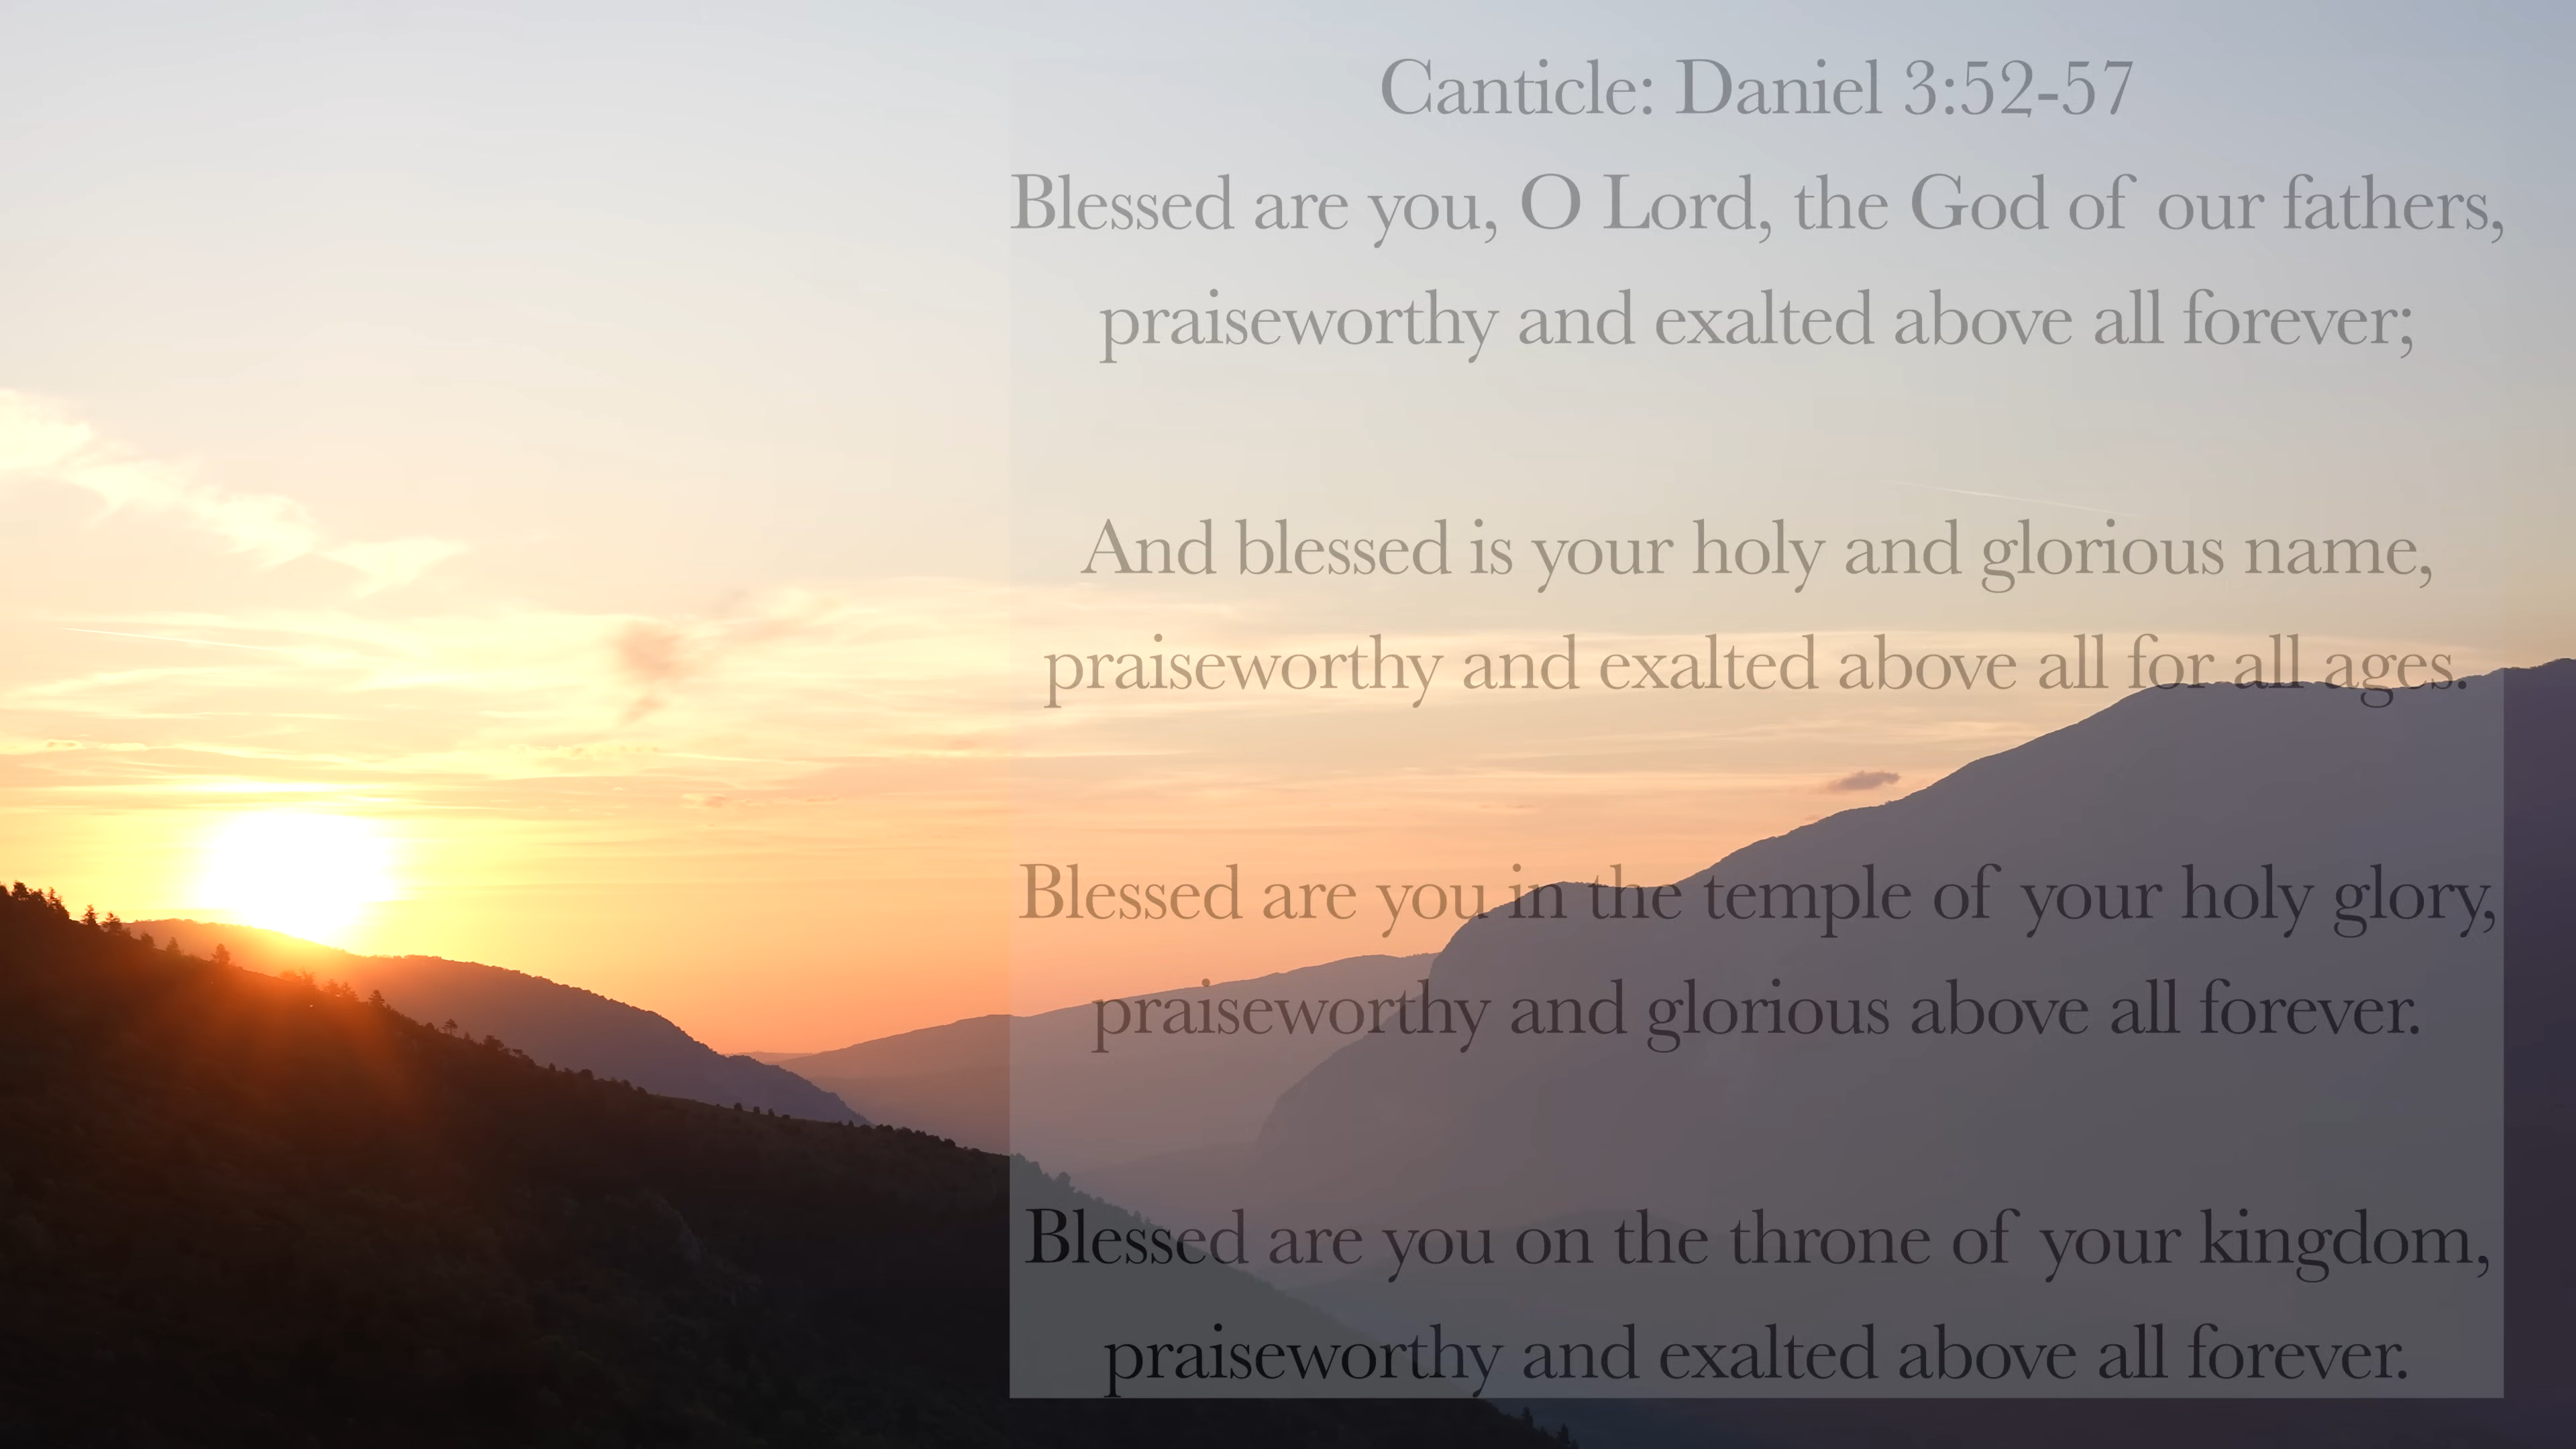 Canticle: Daniel 3:52-57
Blessed are you, O Lord, the God of our fathers,
praiseworthy and exalted above all forever;
And blessed is your holy and glorious name,
praiseworthy and exalted above all for all ages.
Blessed are you in the temple of your holy glory,
praiseworthy and glorious above all forever.
Blessed are you on the throne of your kingdom,
praiseworthy and exalted above all forever.